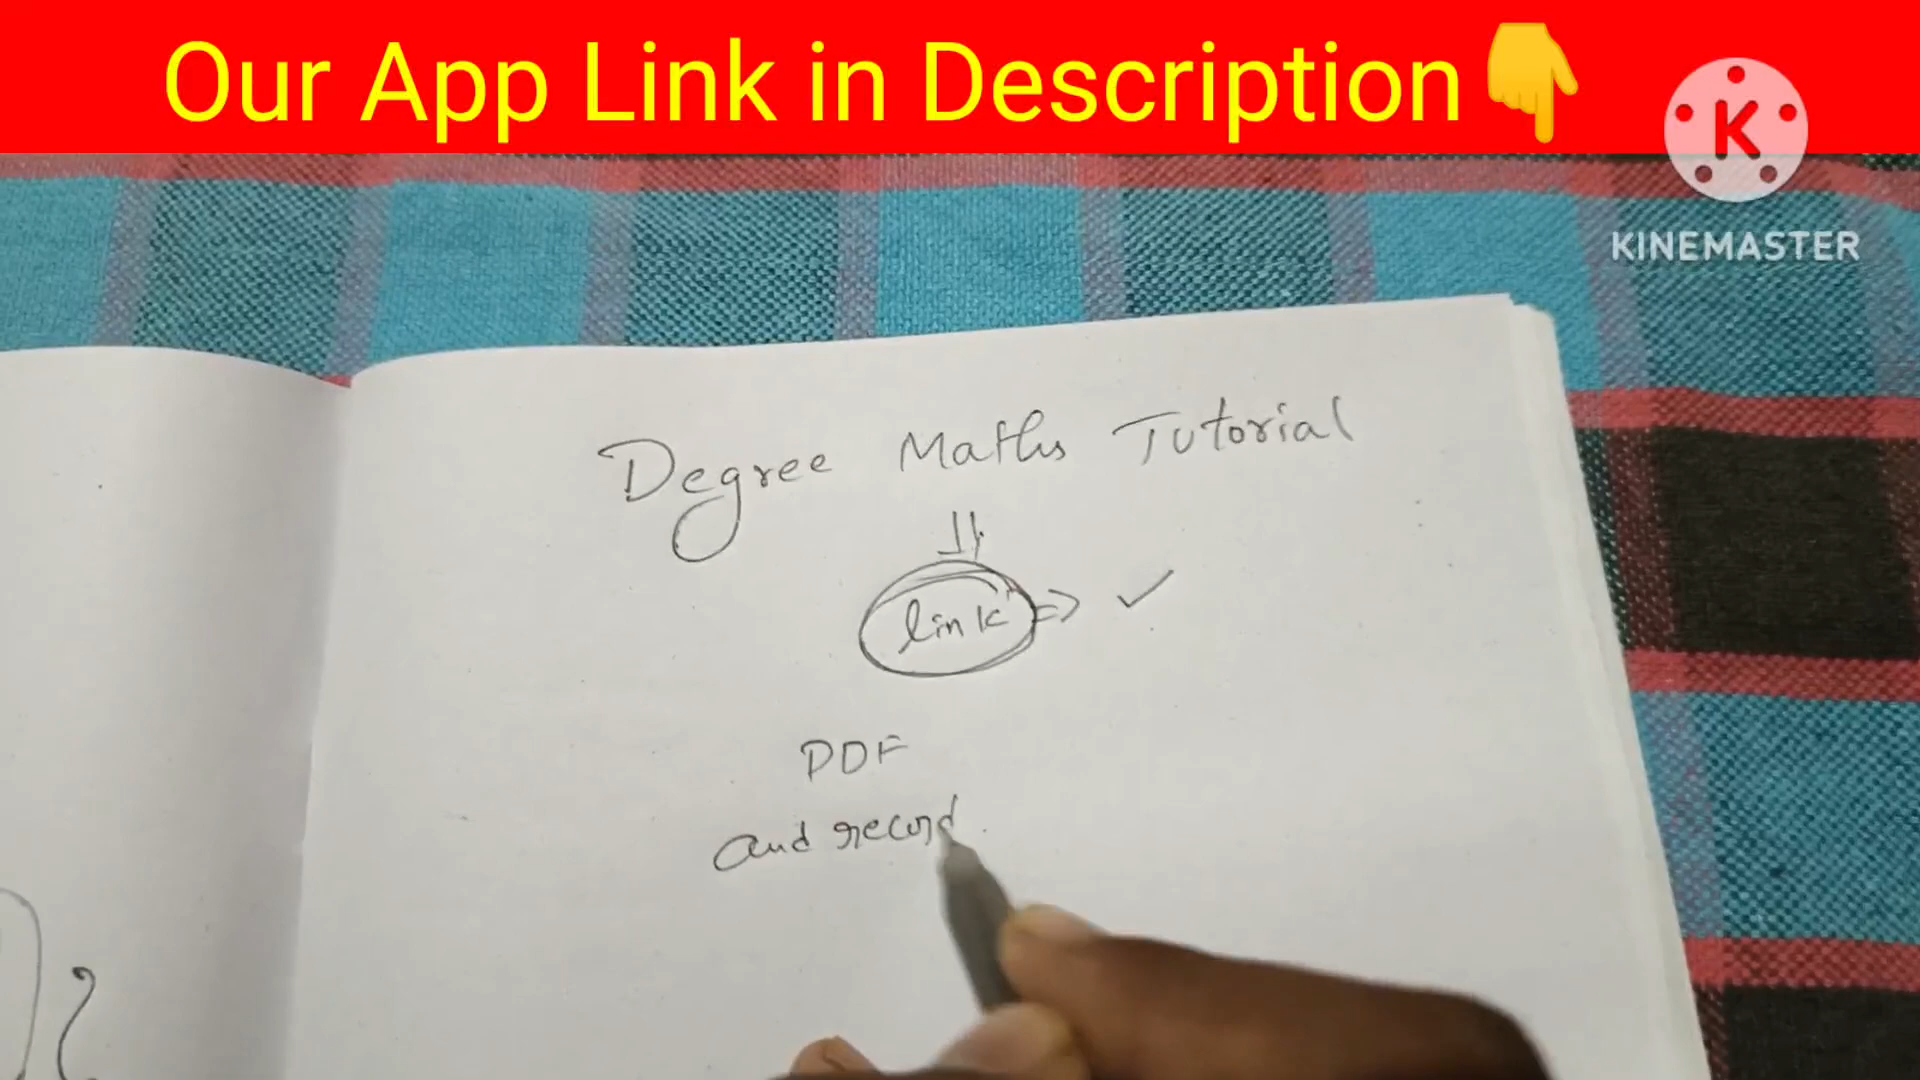 Our App Link in Description👇
K
KINEMASTER
Degree Maths Tutorial
link => ✓
PDF
and record